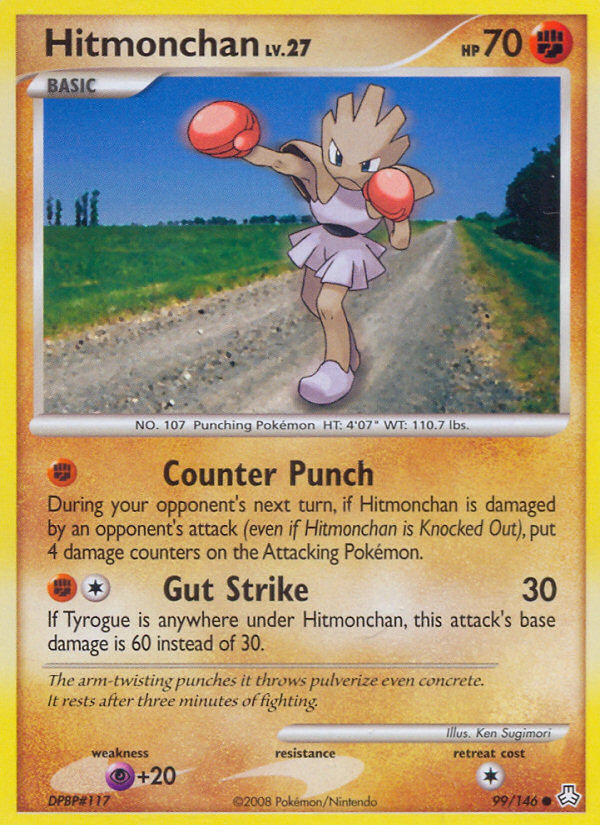 Hitmonchan LV.27
HP 70
BASIC
NO. 107 Punching Pokémon HT: 4'07" WT: 110.7 lbs.
Counter Punch
During your opponent's next turn, if Hitmonchan is damaged
by an opponent's attack (even if Hitmonchan is Knocked Out), put
4 damage counters on the Attacking Pokémon.
Gut Strike 30
If Tyrogue is anywhere under Hitmonchan, this attack's base
damage is 60 instead of 30.
The arm-twisting punches it throws pulverize even concrete.
It rests after three minutes of fighting.
Illus. Ken Sugimori
weakness resistance retreat cost
+20
DPBP#117 ©2008 Pokémon/Nintendo 99/146